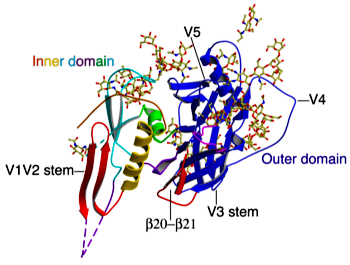 V5
Inner domain
V4
Outer domain
V1V2 stem
V3 stem
β20–β21